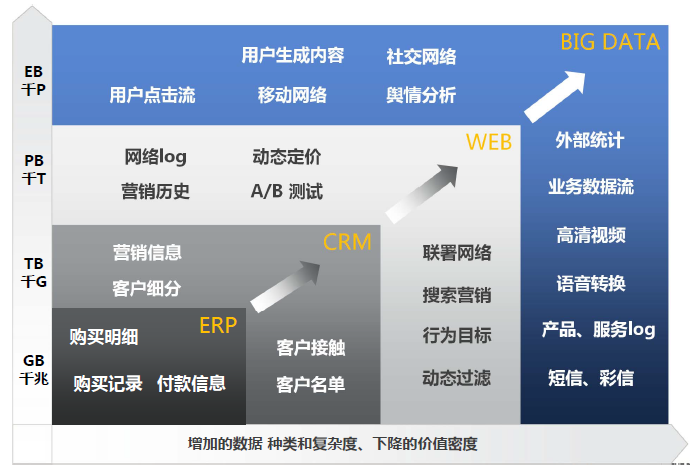 BIG DATA
EB
千P
用户生成内容
社交网络
用户点击流
移动网络
舆情分析
WEB
PB
千T
网络log
动态定价
营销历史
A/B 测试
外部统计
业务数据流
高清视频
语音转换
产品、服务log
短信、彩信
CRM
TB
千G
营销信息
客户细分
联署网络
搜索营销
行为目标
动态过滤
ERP
GB
千兆
购买明细
购买记录 付款信息
客户接触
客户名单
增加的数据 种类和复杂度、下降的价值密度